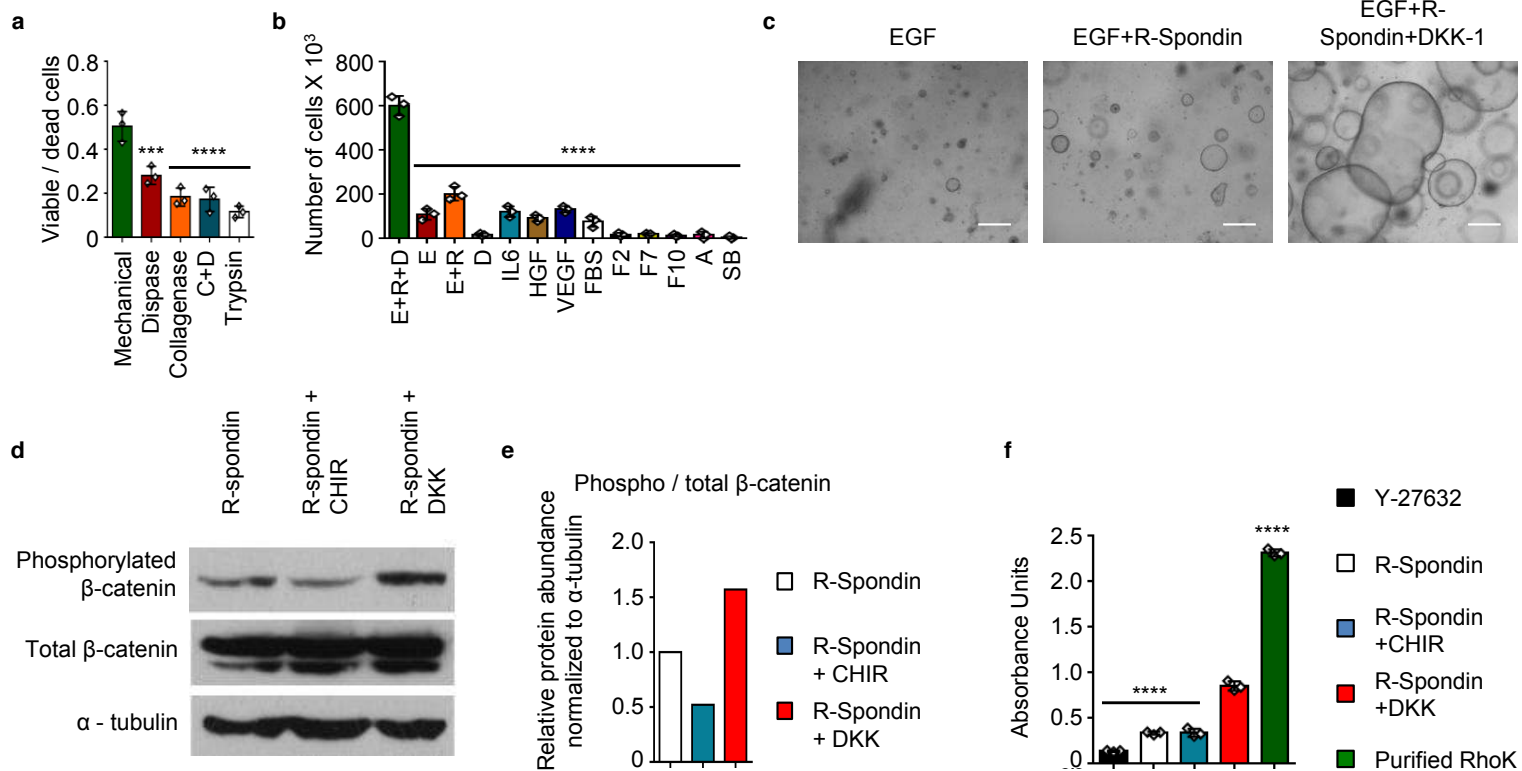 a
Viable / dead cells
0.8
0.6
0.4
0.2
0
***
****
Mechanical
Dispase
Collagenase
C+D
Trypsin
b
Number of cells X 10³
800
600
400
200
0
****
E+R+D
E
E+R
D
IL6
HGF
VEGF
FBS
F2
F7
F10
A
SB
c
EGF
EGF+R-Spondin
EGF+R-
Spondin+DKK-1
d
R-spondin
R-spondin +
CHIR
R-spondin +
DKK
Phosphorylated
β-catenin
Total β-catenin
α - tubulin
e
Phospho / total β-catenin
Relative protein abundance
normalized to α-tubulin
2.0
1.5
1.0
0.5
0
R-Spondin
R-Spondin
+ CHIR
R-Spondin
+ DKK
f
Absorbance Units
2.5
2.0
1.5
1.0
0.5
0
****
****
Y-27632
R-Spondin
R-Spondin
+CHIR
R-Spondin
+DKK
Purified RhoK